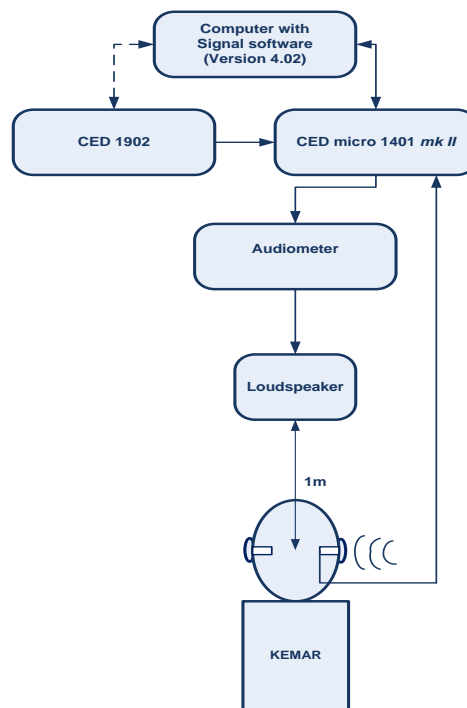 Computer with
Signal software
(Version 4.02)
CED 1902
CED micro 1401 mk II
Audiometer
Loudspeaker
1m
KEMAR